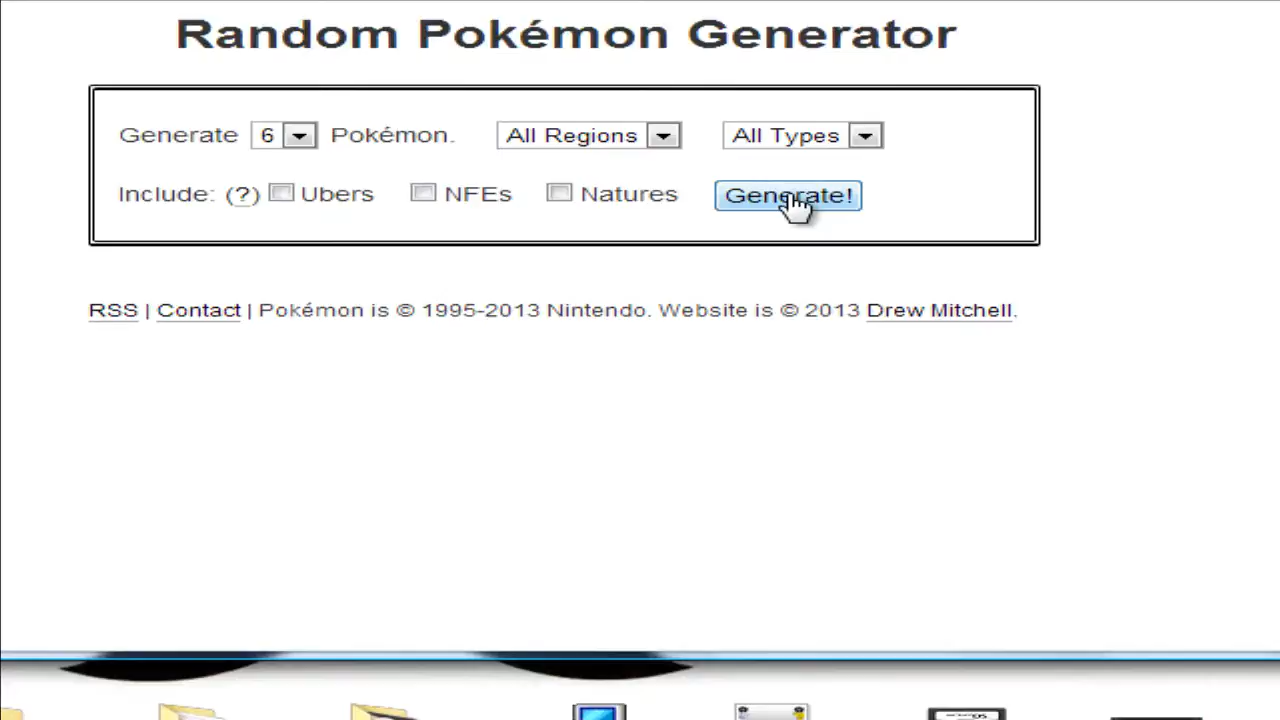 Random Pokémon Generator
Generate 6 Pokémon. All Regions All Types
Include: (?) Ubers NFEs Natures Generate!
RSS | Contact | Pokémon is © 1995-2013 Nintendo. Website is © 2013 Drew Mitchell.